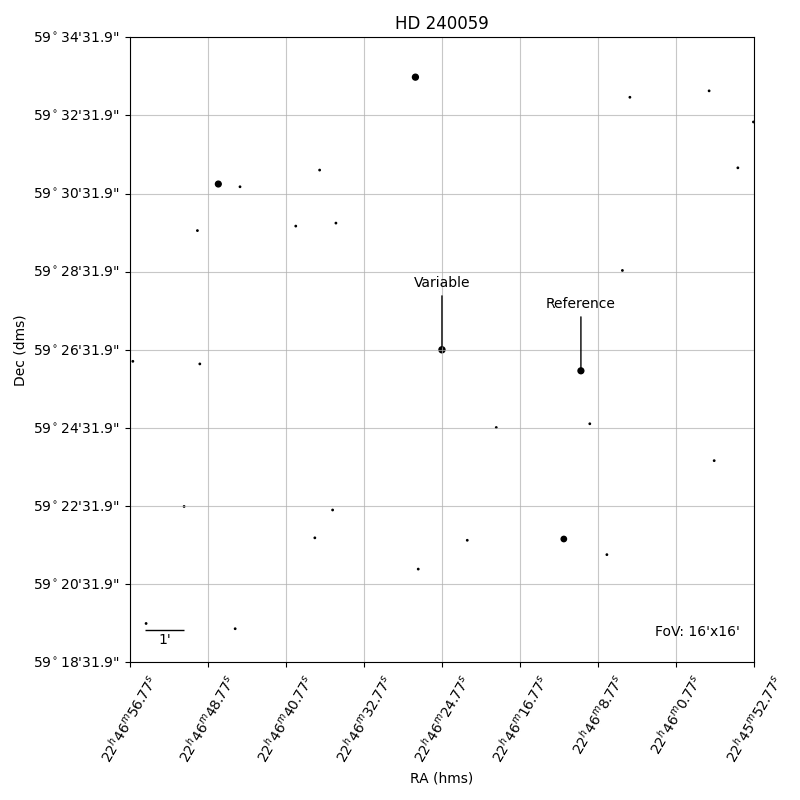 HD 240059
59°34'31.9"
59°32'31.9"
59°30'31.9"
59°28'31.9"
Variable
Reference
59°26'31.9"
59°24'31.9"
59°22'31.9"
59°20'31.9"
59°18'31.9"
Dec (dms)
1'
FoV: 16'x16'
22h46m56.77s
22h46m48.77s
22h46m40.77s
22h46m32.77s
22h46m24.77s
22h46m16.77s
22h46m8.77s
22h46m0.77s
22h45m52.77s
RA (hms)